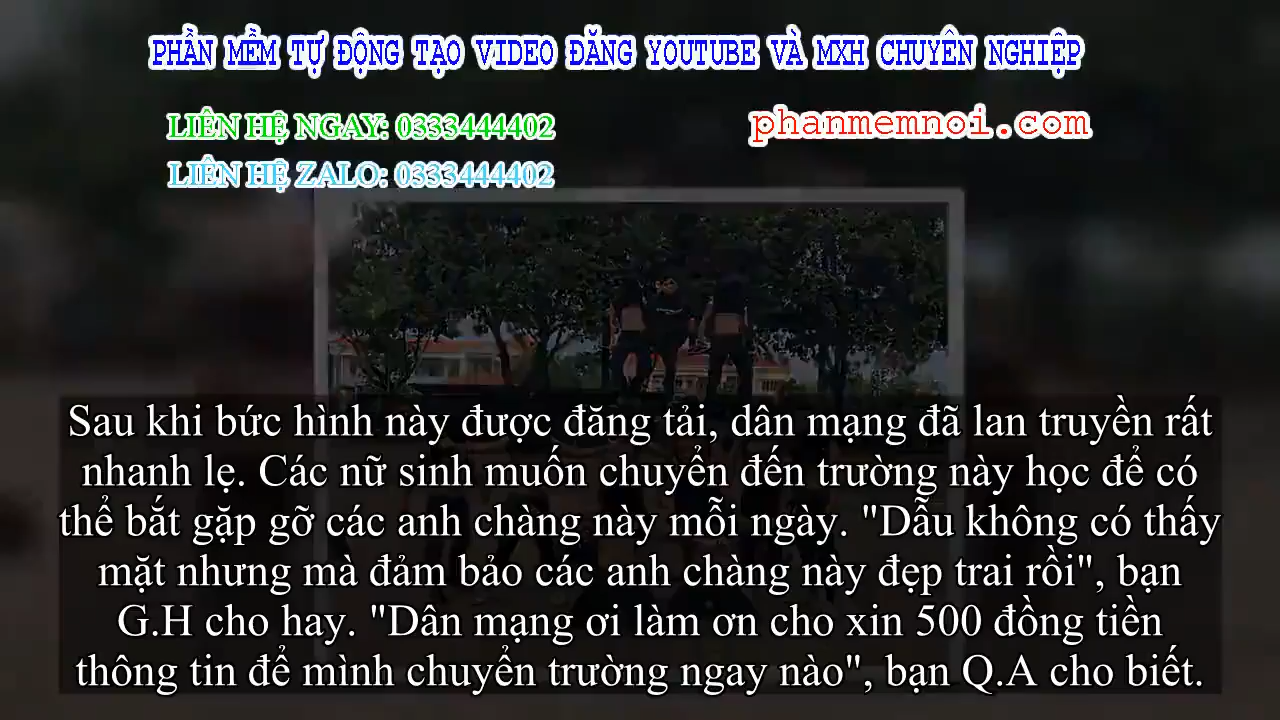 PHẦN MỀM TỰ ĐỘNG TẠO VIDEO ĐĂNG YOUTUBE VÀ MXH CHUYÊN NGHIỆP
LIÊN HỆ NGAY: 0333444402
phanmemnoi.com
LIÊN HỆ ZALO: 0333444402
Sau khi bức hình này được đăng tải, dân mạng đã lan truyền rất
nhanh lẹ. Các nữ sinh muốn chuyển đến trường này học để có
thể bắt gặp gỡ các anh chàng này mỗi ngày. "Dẫu không có thấy
mặt nhưng mà đảm bảo các anh chàng này đẹp trai rồi", bạn
G.H cho hay. "Dân mạng ơi làm ơn cho xin 500 đồng tiền
thông tin để mình chuyển trường ngay nào", bạn Q.A cho biết.